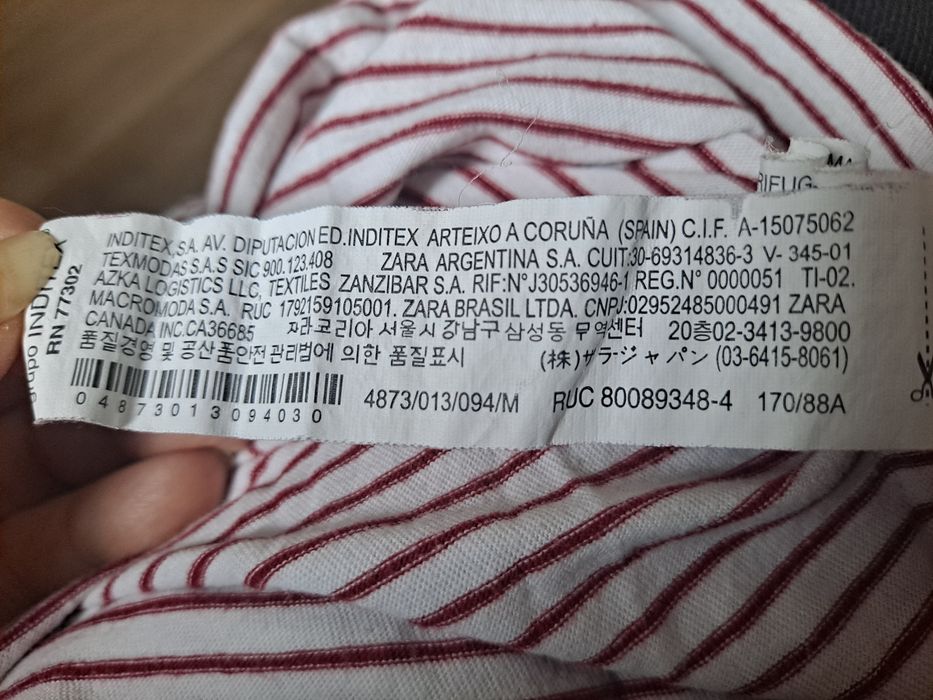 INDITEX,S.A. AV. DIPUTACION ED.INDITEX ARTEIXO A CORUÑA (SPAIN) C.I.F. A-15075062
TEXMODAS S.A.S SIC 900.123.408 ZARA ARGENTINA S.A. CUIT:30-69314836-3 V- 345-01
AZKA LOGISTICS LLC, TEXTILES ZANZIBAR S.A. RIF:N°J30536946-1 REG.N° 0000051 TI-02.
MACROMODA S.A. RUC 1792159105001. ZARA BRASIL LTDA. CNPJ:02952485000491 ZARA
CANADA INC.CA36685 자라코리아 서울시 강남구 삼성동 무역센터 20층02-3413-9800
품질경영 및 공산품안전관리법에 의한 품질표시 (株) ザラ・ジャパン (03-6415-8061)
04873013094030 4873/013/094/M RUC 80089348-4 170/88A
grupo INDITEX
RN 77302